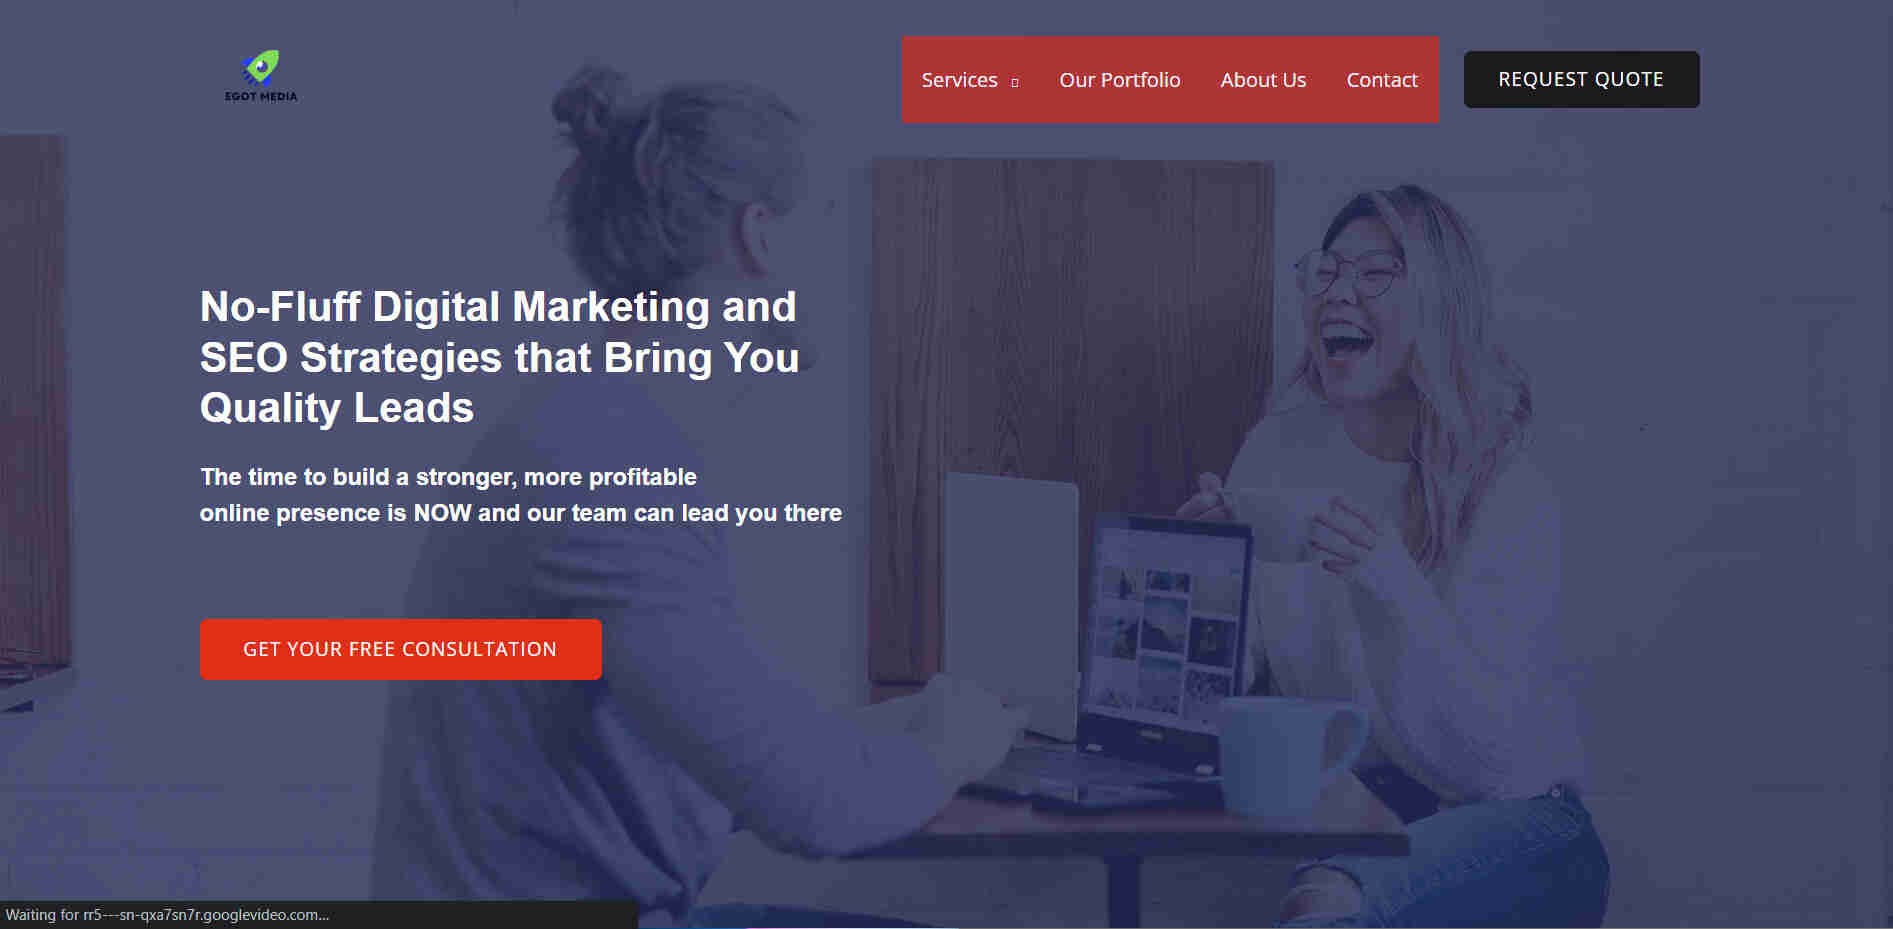 EGOT MEDIA
Services Our Portfolio About Us Contact REQUEST QUOTE
No-Fluff Digital Marketing and
SEO Strategies that Bring You
Quality Leads
The time to build a stronger, more profitable
online presence is NOW and our team can lead you there
GET YOUR FREE CONSULTATION
Waiting for rr5---sn-qxa7sn7r.googlevideo.com...